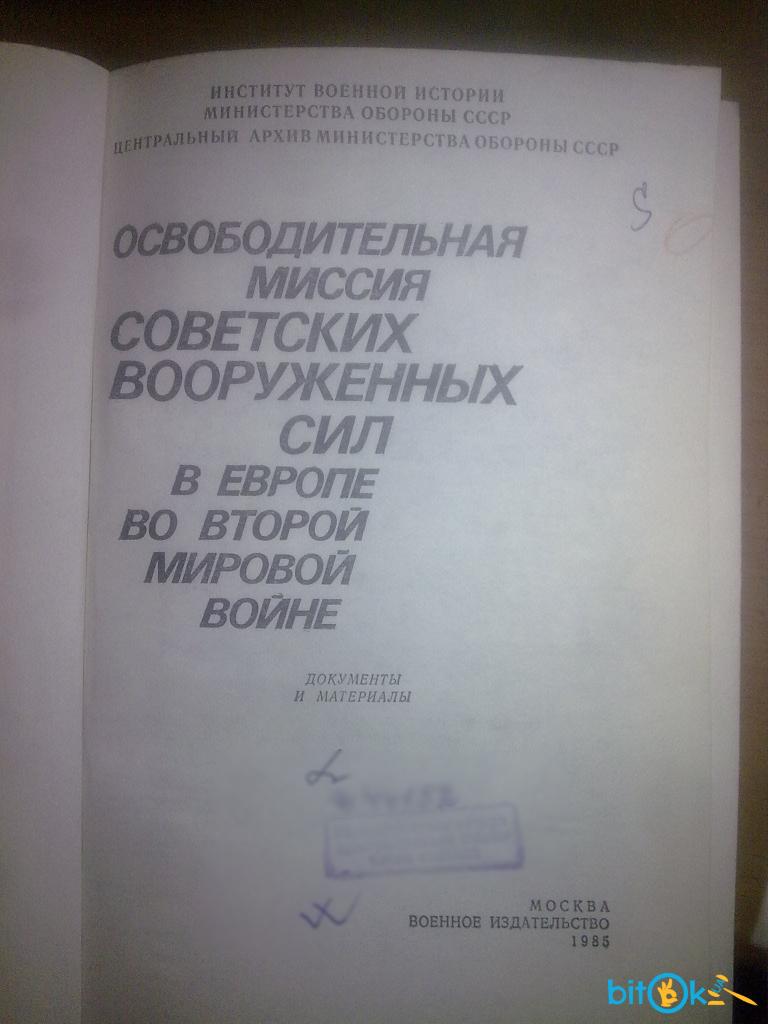 ИНСТИТУТ ВОЕННОЙ ИСТОРИИ
МИНИСТЕРСТВА ОБОРОНЫ СССР
ЦЕНТРАЛЬНЫЙ АРХИВ МИНИСТЕРСТВА ОБОРОНЫ СССР
ОСВОБОДИТЕЛЬНАЯ
МИССИЯ
СОВЕТСКИХ
ВООРУЖЕННЫХ
СИЛ
В ЕВРОПЕ
ВО ВТОРОЙ
МИРОВОЙ
ВОЙНЕ
ДОКУМЕНТЫ
И МАТЕРИАЛЫ
МОСКВА
ВОЕННОЕ ИЗДАТЕЛЬСТВО
1985
bitOk